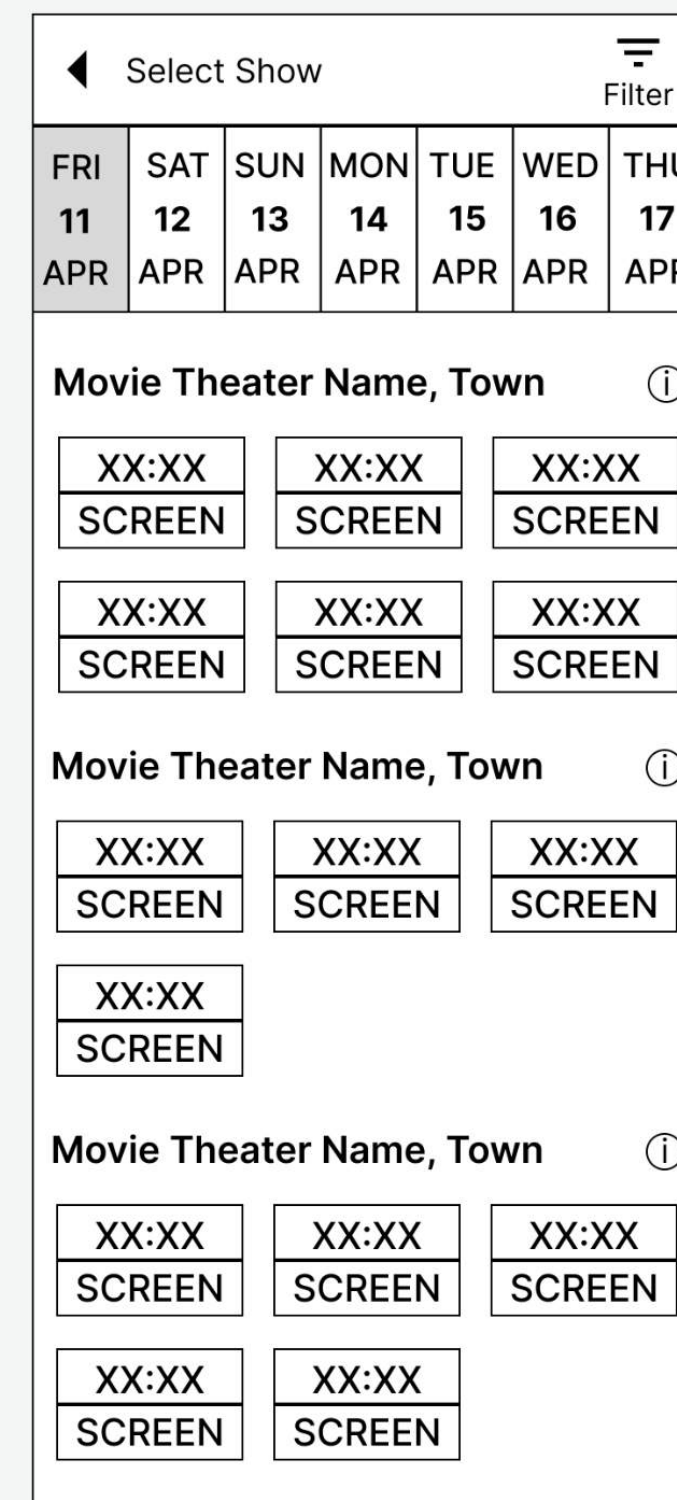 Select Show
Filter
FRI SAT SUN MON TUE WED THU
11 12 13 14 15 16 17
APR APR APR APR APR APR APR
Movie Theater Name, Town
XX:XX XX:XX XX:XX
SCREEN SCREEN SCREEN
XX:XX XX:XX XX:XX
SCREEN SCREEN SCREEN
Movie Theater Name, Town
XX:XX XX:XX XX:XX
SCREEN SCREEN SCREEN
XX:XX
SCREEN
Movie Theater Name, Town
XX:XX XX:XX XX:XX
SCREEN SCREEN SCREEN
XX:XX XX:XX
SCREEN SCREEN